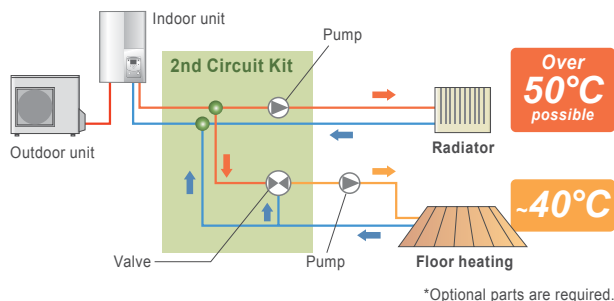 Indoor unit
Pump
2nd Circuit Kit
Over
50°C
possible
Outdoor unit
Radiator
~40°C
Valve
Pump
Floor heating
*Optional parts are required.